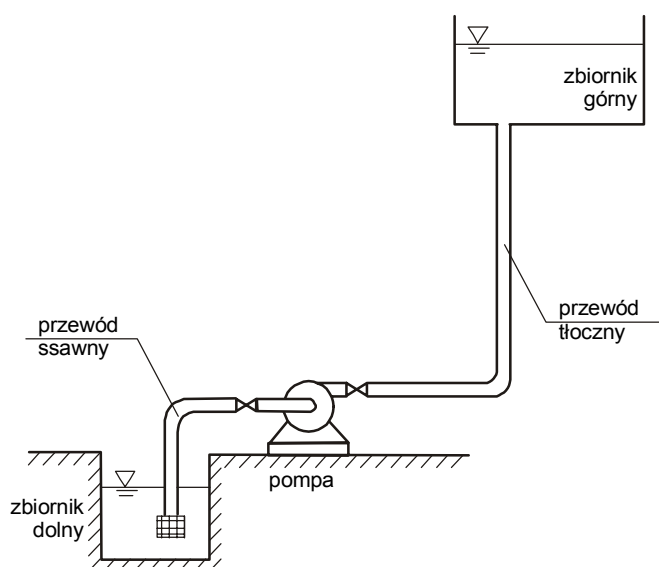 zbiornik
górny
przewód
tłoczny
przewód
ssawny
pompa
zbiornik
dolny